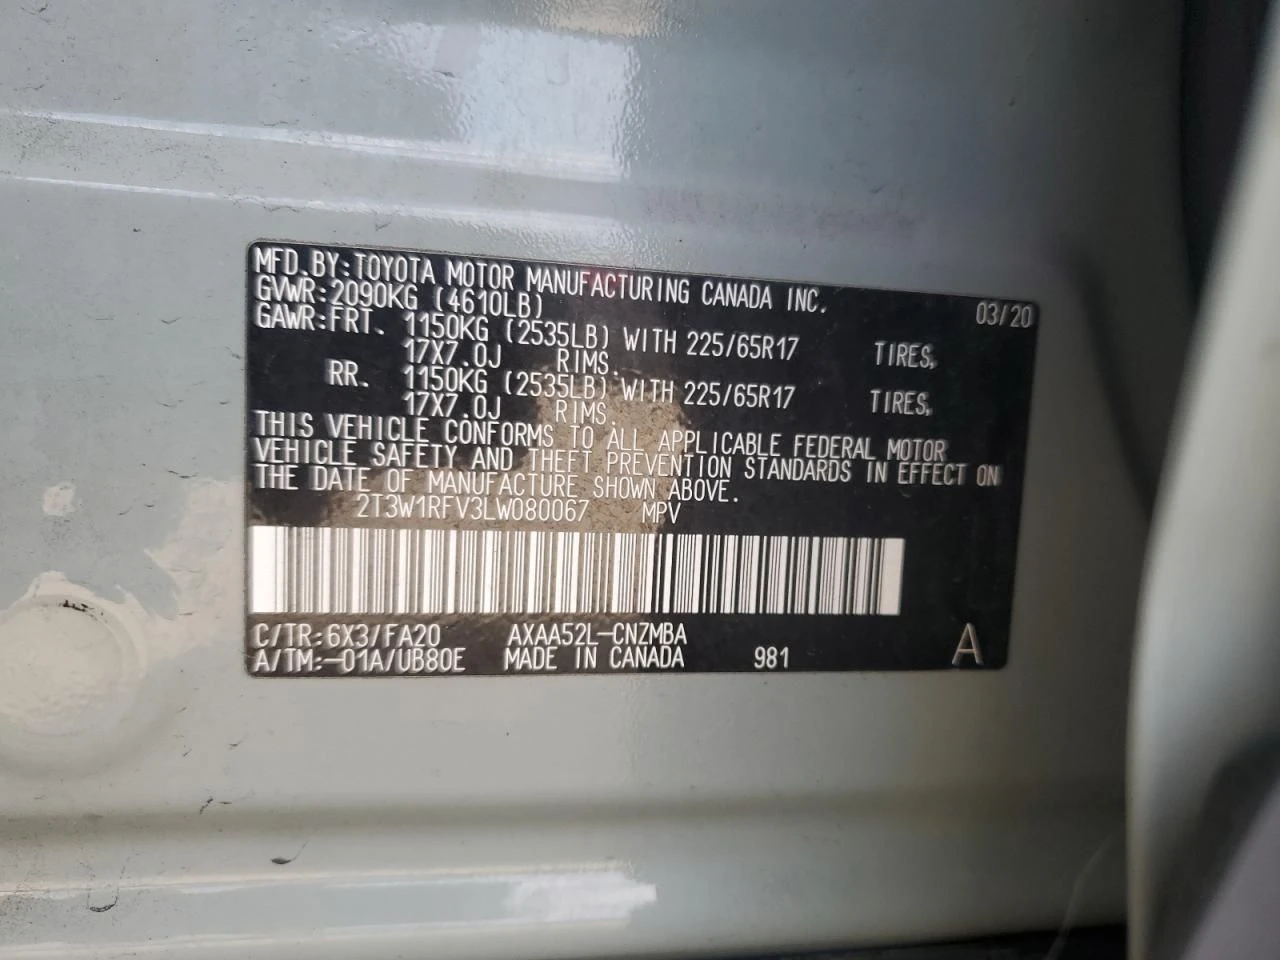 MFD.BY:TOYOTA MOTOR MANUFACTURING CANADA INC.
GVWR:2090KG (4610LB) 03/20
GAWR:FRT. 1150KG (2535LB) WITH 225/65R17 TIRES,
17X7.0J RIMS.
RR. 1150KG (2535LB) WITH 225/65R17 TIRES,
17X7.0J RIMS.
THIS VEHICLE CONFORMS TO ALL APPLICABLE FEDERAL MOTOR
VEHICLE SAFETY AND THEFT PREVENTION STANDARDS IN EFFECT ON
THE DATE OF MANUFACTURE SHOWN ABOVE.
2T3W1RFV3LW080067 MPV
C/TR:6X3/FA20 AXAA52L-CNZMBA
A/TM:-01A/UB80E MADE IN CANADA 981 A